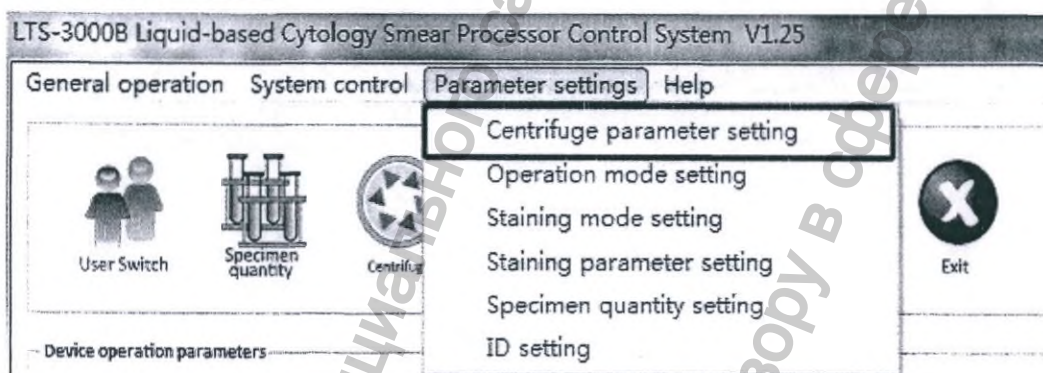 LTS-3000B Liquid-based Cytology Smear Processor Control System V1.25
General operation System control Parameter settings Help
Centrifuge parameter setting
Operation mode setting
Staining mode setting
Staining parameter setting
Specimen quantity setting
ID setting
User Switch
Specimen
quantity
Exit
Device operation parameters